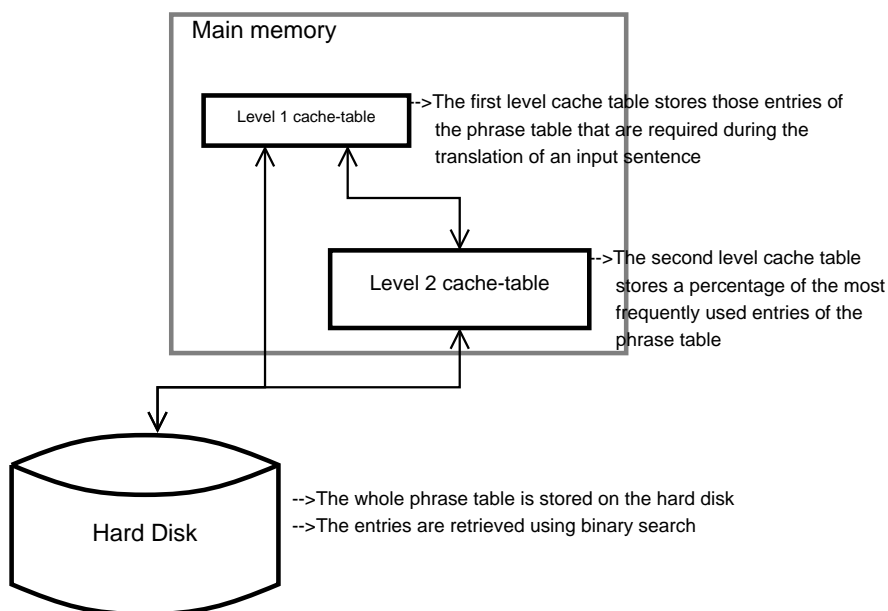 Main memory
Level 1 cache-table
-->The first level cache table stores those entries of
the phrase table that are required during the
translation of an input sentence
Level 2 cache-table
-->The second level cache table
stores a percentage of the most
frequently used entries of the
phrase table
Hard Disk
-->The whole phrase table is stored on the hard disk
-->The entries are retrieved using binary search